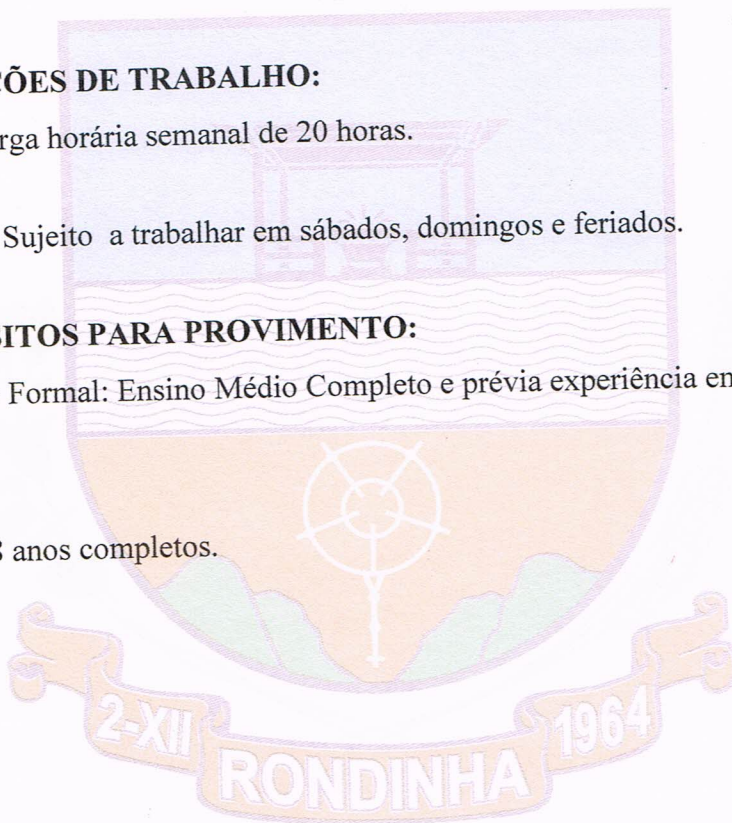 ÇÕES DE TRABALHO:
rga horária semanal de 20 horas.
Sujeito a trabalhar em sábados, domingos e feriados.
SITOS PARA PROVIMENTO:
Formal: Ensino Médio Completo e prévia experiência en
anos completos.
2-XII
RONDINHA
1964